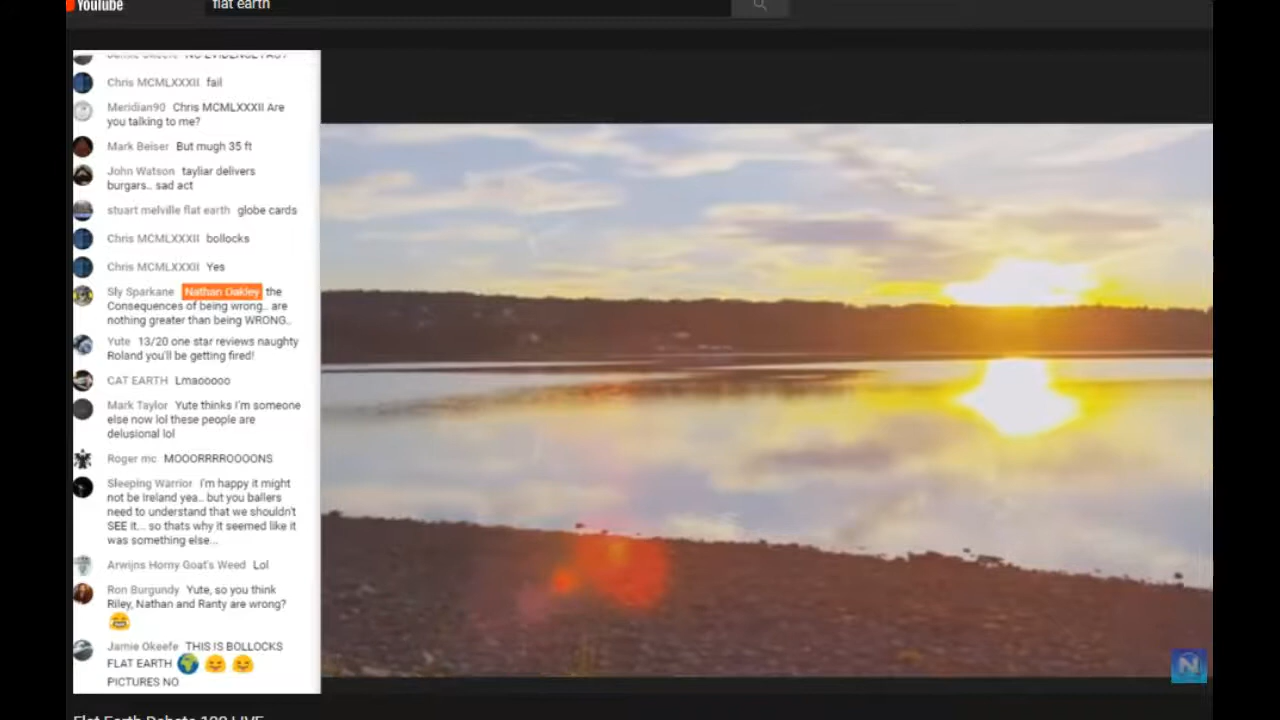 YouTube
flat earth
Chris MCMLXXXII fail
Meridian90 Chris MCMLXXXII Are
you talking to me?
Mark Beiser But mugh 35 ft
John Watson tayliar delivers
burgars.. sad act
stuart melville flat earth globe cards
Chris MCMLXXXII bollocks
Chris MCMLXXXII Yes
Sly Sparkane Nathan Oakley the
Consequences of being wrong.. are
nothing greater than being WRONG..
Yute 13/20 one star reviews naughty
Roland you'll be getting fired!
CAT EARTH Lmaoooo
Mark Taylor Yute thinks I'm someone
else now lol these people are
delusional lol
Roger mc MOOORRRROOONS
Sleeping Warrior I'm happy it might
not be Ireland yea.. but you ballers
need to understand that we shouldn't
SEE it... so thats why it seemed like it
was something else...
Arwijns Horny Goat's Weed Lol
Ron Burgundy Yute, so you think
Riley, Nathan and Ranty are wrong?
Jamie Okeefe THIS IS BOLLOCKS
FLAT EARTH
PICTURES NO
N